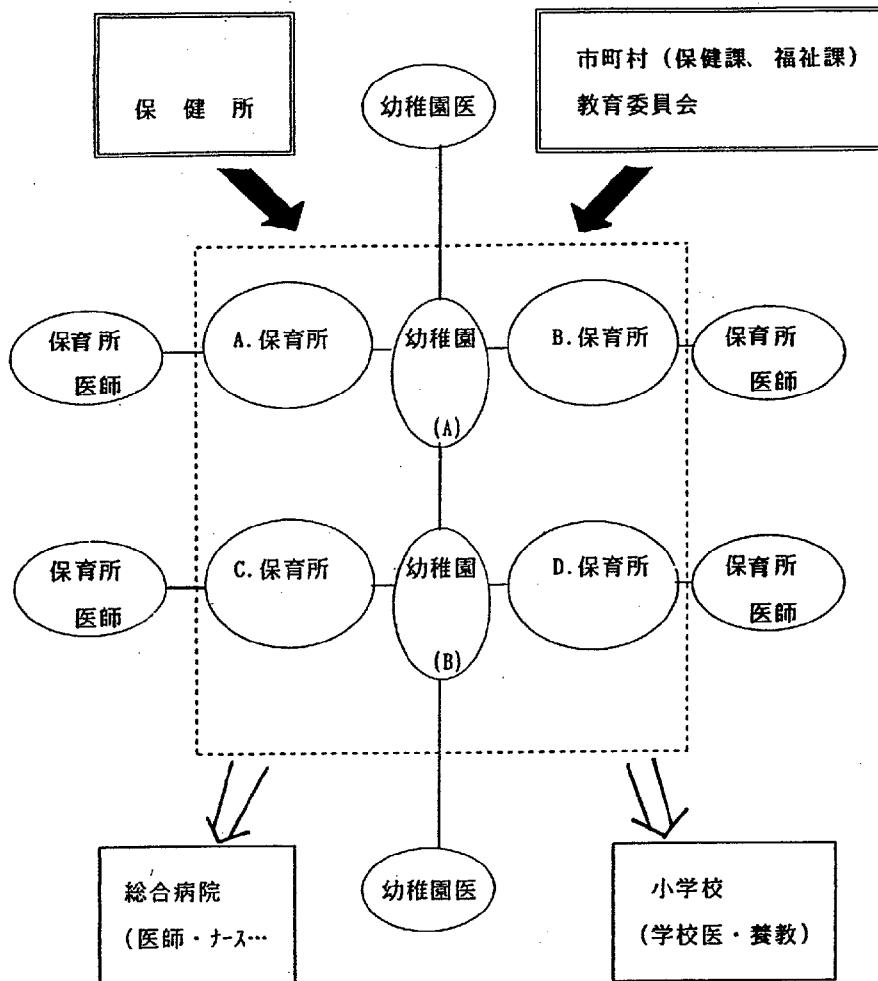 保健所
幼稚園医
市町村（保健課、福祉課）
教育委員会
保育所
医師
A.保育所
幼稚園
(A)
B.保育所
保育所
医師
保育所
医師
C.保育所
幼稚園
(B)
D.保育所
保育所
医師
総合病院
(医師・ナース…
幼稚園医
小学校
(学校医・養教)